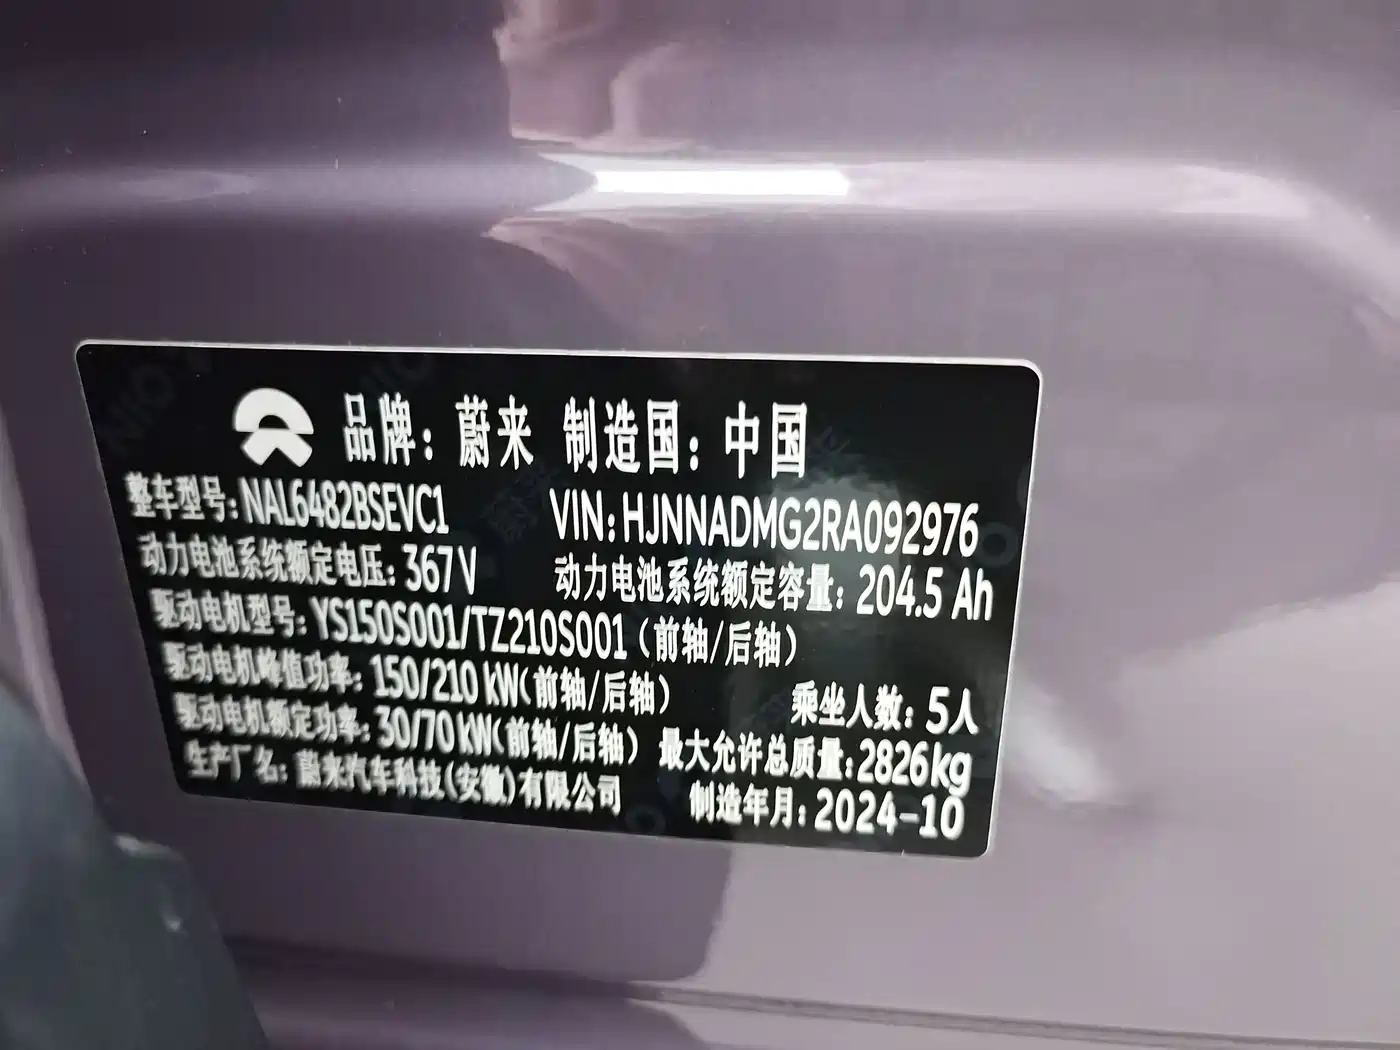 品牌：蔚来 制造国：中国
整车型号：NAL6482BSEVC1 VIN：HJNNADMG2RA092976
动力电池系统额定电压：367V 动力电池系统额定容量：204.5 Ah
驱动电机型号：YS150S001/TZ210S001（前轴/后轴）
驱动电机峰值功率：150/210 kW（前轴/后轴） 乘坐人数：5人
驱动电机额定功率：30/70 kW（前轴/后轴） 最大允许总质量：2826kg
生产厂名：蔚来汽车科技（安徽）有限公司 制造年月：2024-10